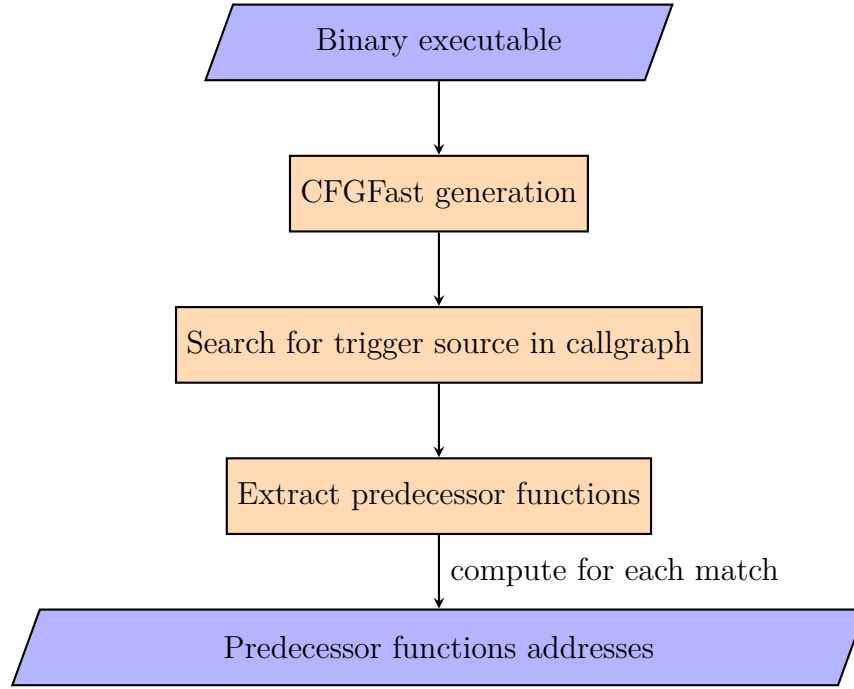 Binary executable
CFGFast generation
Search for trigger source in callgraph
Extract predecessor functions
compute for each match
Predecessor functions addresses